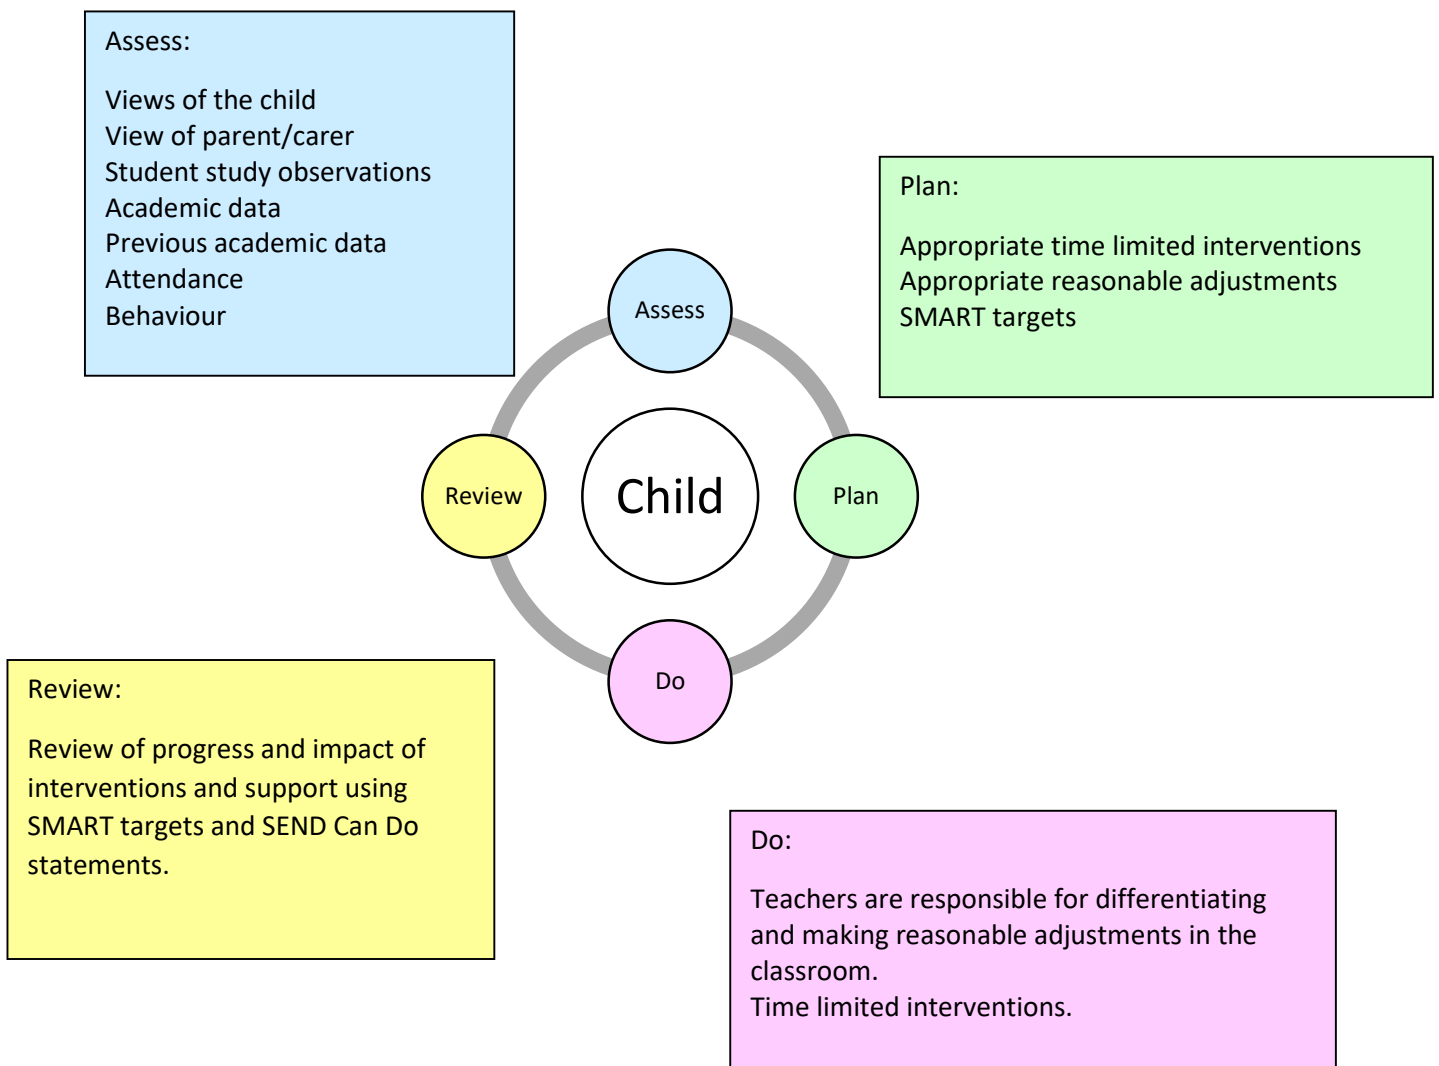 Assess:
Views of the child
View of parent/carer
Student study observations
Academic data
Previous academic data
Attendance
Behaviour
Plan:
Appropriate time limited interventions
Appropriate reasonable adjustments
SMART targets
Assess
Review
Child
Plan
Do
Review:
Review of progress and impact of
interventions and support using
SMART targets and SEND Can Do
statements.
Do:
Teachers are responsible for differentiating
and making reasonable adjustments in the
classroom.
Time limited interventions.